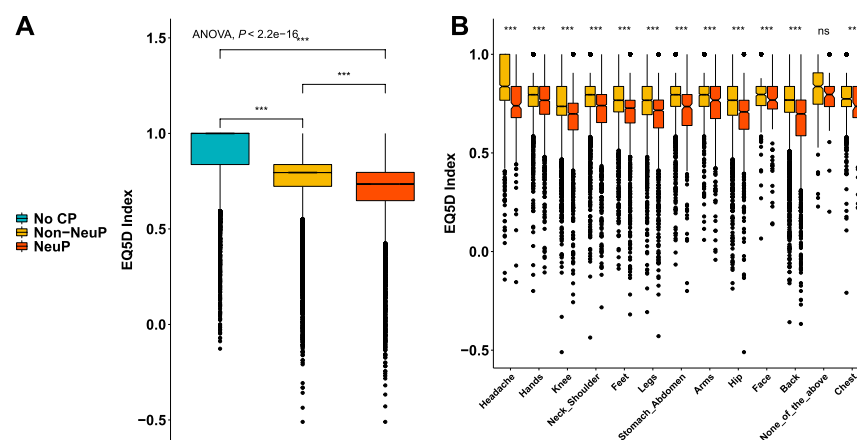 A
ANOVA, P < 2.2e−16
***
***
***
EQ5D Index
1.5
1.0
0.5
0.0
−0.5
No CP
Non−NeuP
NeuP
B
*** *** *** *** *** *** *** *** *** *** *** ns **
EQ5D Index
1.0
0.5
0.0
−0.5
Headache
Hands
Knee
Neck_Shoulder
Feet
Legs
Stomach_Abdomen
Arms
Hip
Face
Back
None_of_the_above
Chest